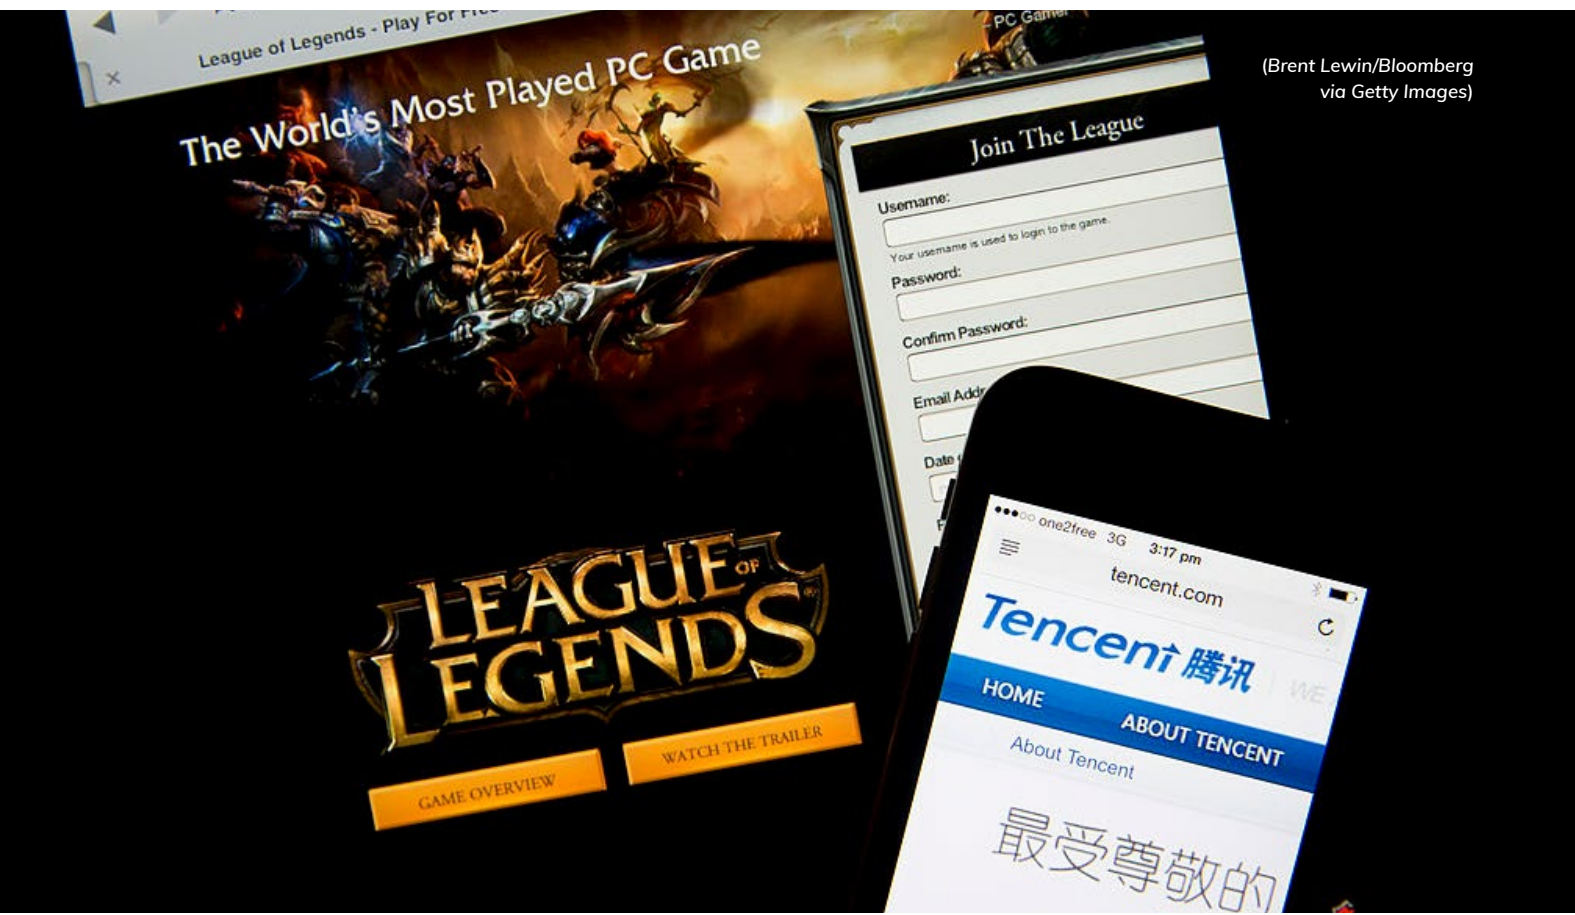 League of Legends - Play For Free
The World's Most Played PC Game
- PC Gamer
(Brent Lewin/Bloomberg
via Getty Images)
Join The League
Username:
Your username is used to login to the game.
Password:
Confirm Password:
Email Addr
Date
LEAGUE OF
LEGENDS
®
GAME OVERVIEW
WATCH THE TRAILER
one2free 3G 3:17 pm
tencent.com
Tencent 腾讯
WE
HOME
ABOUT TENCENT
About Tencent
最受尊敬的